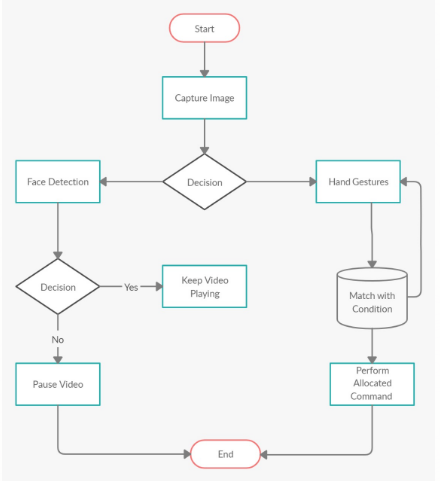 Start
Capture Image
Face Detection
Decision
Hand Gestures
Decision
Yes
Keep Video
Playing
Match with
Condition
No
Pause Video
Perform
Allocated
Command
End